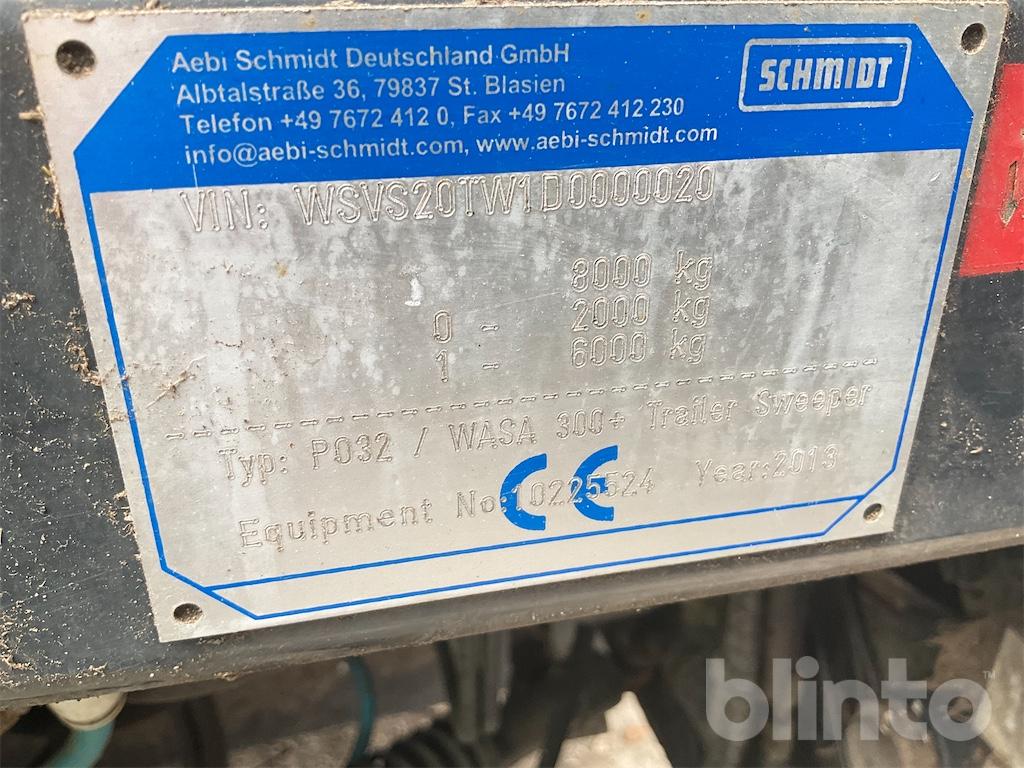 Aebi Schmidt Deutschland GmbH
Albtalstraße 36, 79837 St. Blasien
Telefon +49 7672 412 0, Fax +49 7672 412 230
info@aebi-schmidt.com, www.aebi-schmidt.com
SCHMIDT
VIN: WSVS20TW1D0000020
8000 kg
0 - 2000 kg
1 - 6000 kg
Typ: P032 / WASA 300+ Trailer Sweeper
CE
Equipment No:10225524 Year:2013
blinto™